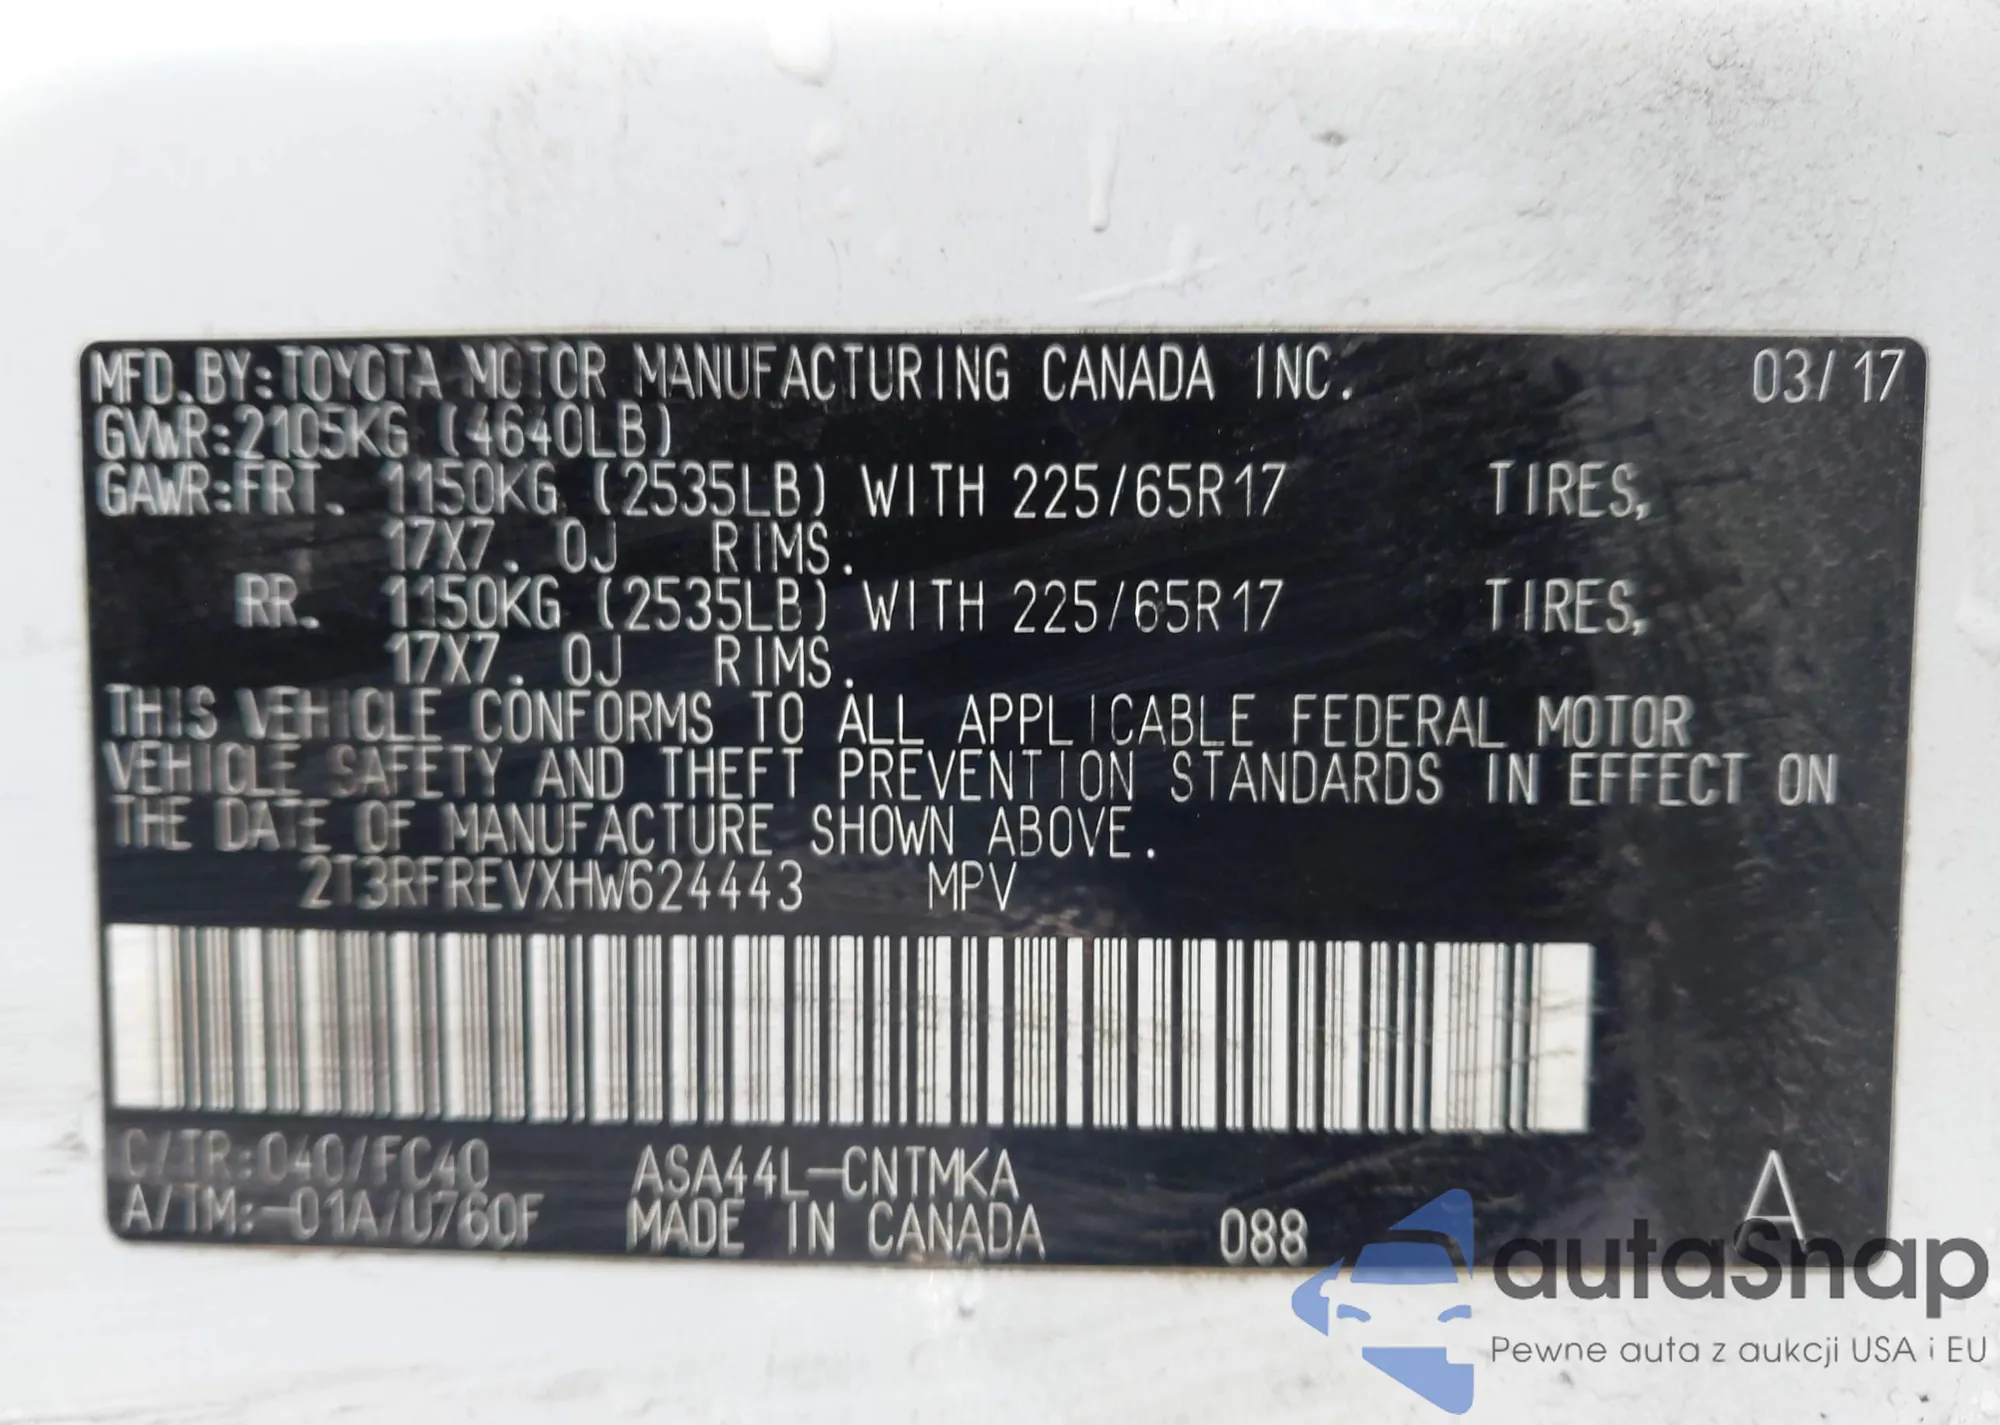 MFD.BY:TOYOTA MOTOR MANUFACTURING CANADA INC. 03/17
GVWR:2105KG (4640LB)
GAWR:FRT. 1150KG (2535LB) WITH 225/65R17 TIRES,
17X7.0J RIMS.
RR. 1150KG (2535LB) WITH 225/65R17 TIRES,
17X7.0J RIMS.
THIS VEHICLE CONFORMS TO ALL APPLICABLE FEDERAL MOTOR
VEHICLE SAFETY AND THEFT PREVENTION STANDARDS IN EFFECT ON
THE DATE OF MANUFACTURE SHOWN ABOVE.
2T3RFREVXHW624443 MPV
C/TR:040/FC40 ASA44L-CNTMKA A
A/TM:-01A/U760F MADE IN CANADA 088
autaSnap
Pewne auta z aukcji USA i EU